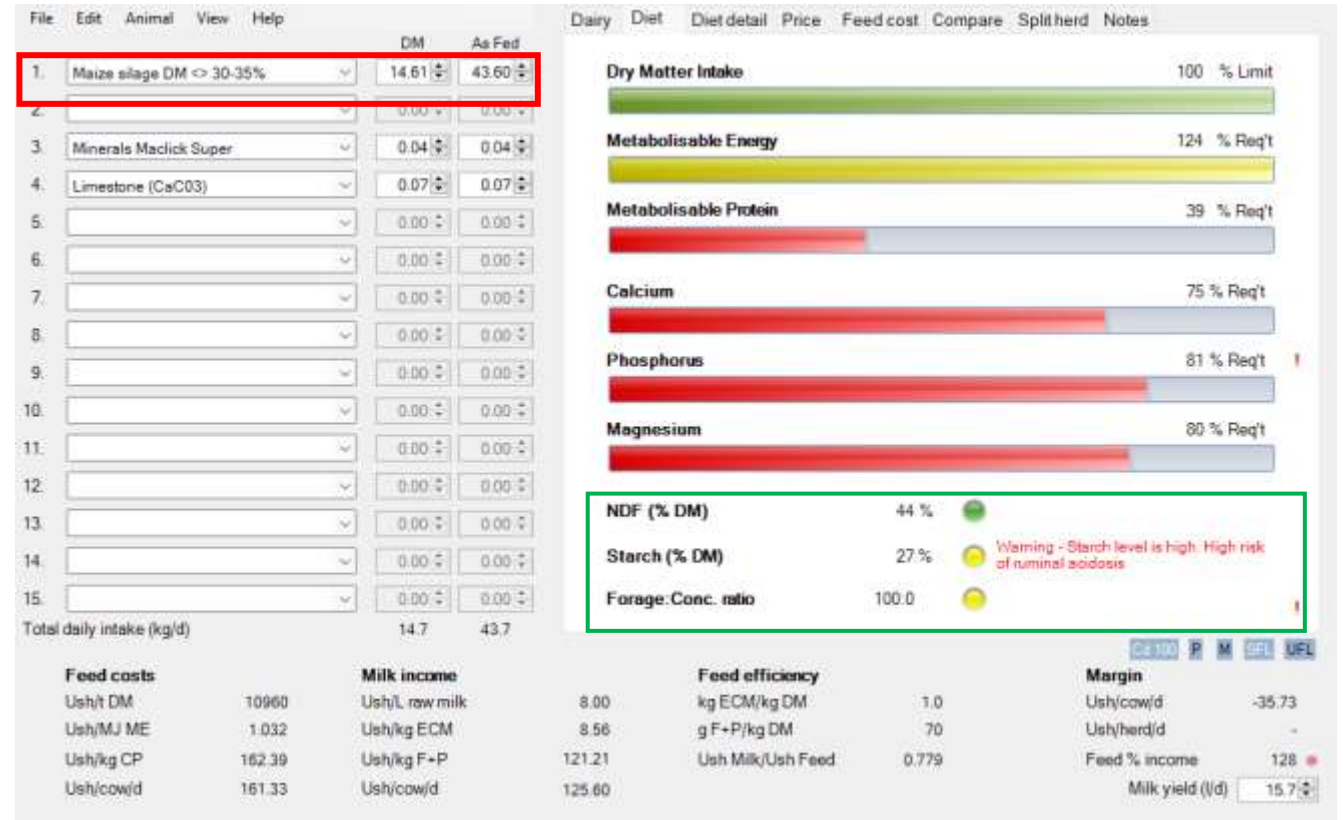 File Edit Animal View Help
Dairy Diet Diet detail Price Feed cost Compare Split herd Notes
DM As Fed
1. Maize silage DM <> 30-35% 14.61 43.60
2. 0.00 0.00
3. Minerals Maclick Super 0.04 0.04
4. Limestone (CaC03) 0.07 0.07
5. 0.00 0.00
6. 0.00 0.00
7. 0.00 0.00
8. 0.00 0.00
9. 0.00 0.00
10. 0.00 0.00
11. 0.00 0.00
12. 0.00 0.00
13. 0.00 0.00
14. 0.00 0.00
15. 0.00 0.00
Total daily intake (kg/d) 14.7 43.7
Dry Matter Intake 100 % Limit
Metabolisable Energy 124 % Req't
Metabolisable Protein 39 % Req't
Calcium 75 % Req't
Phosphorus 81 % Req't !
Magnesium 80 % Req't
NDF (% DM) 44 %
Starch (% DM) 27 % Warning - Starch level is high. High risk
of ruminal acidosis
Forage:Conc. ratio 100.0 !
P M UFL
Feed costs Milk income Feed efficiency Margin
Ush/t DM 10960 Ush/L raw milk 8.00 kg ECM/kg DM 1.0 Ush/cow/d -35.73
Ush/MJ ME 1.032 Ush/kg ECM 8.56 g F+P/kg DM 70 Ush/herd/d -
Ush/kg CP 162.39 Ush/kg F+P 121.21 Ush Milk/Ush Feed 0.779 Feed % income 128
Ush/cow/d 161.33 Ush/cow/d 125.60 Milk yield (l/d) 15.7